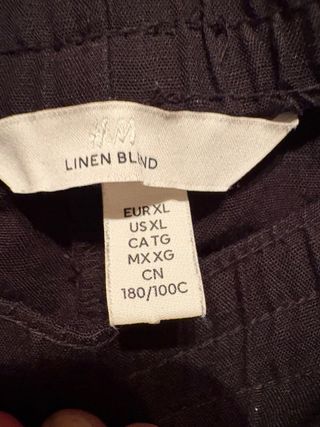 H&M
LINEN BLEND
EUR XL
US XL
CA TG
MX XG
CN
180/100C